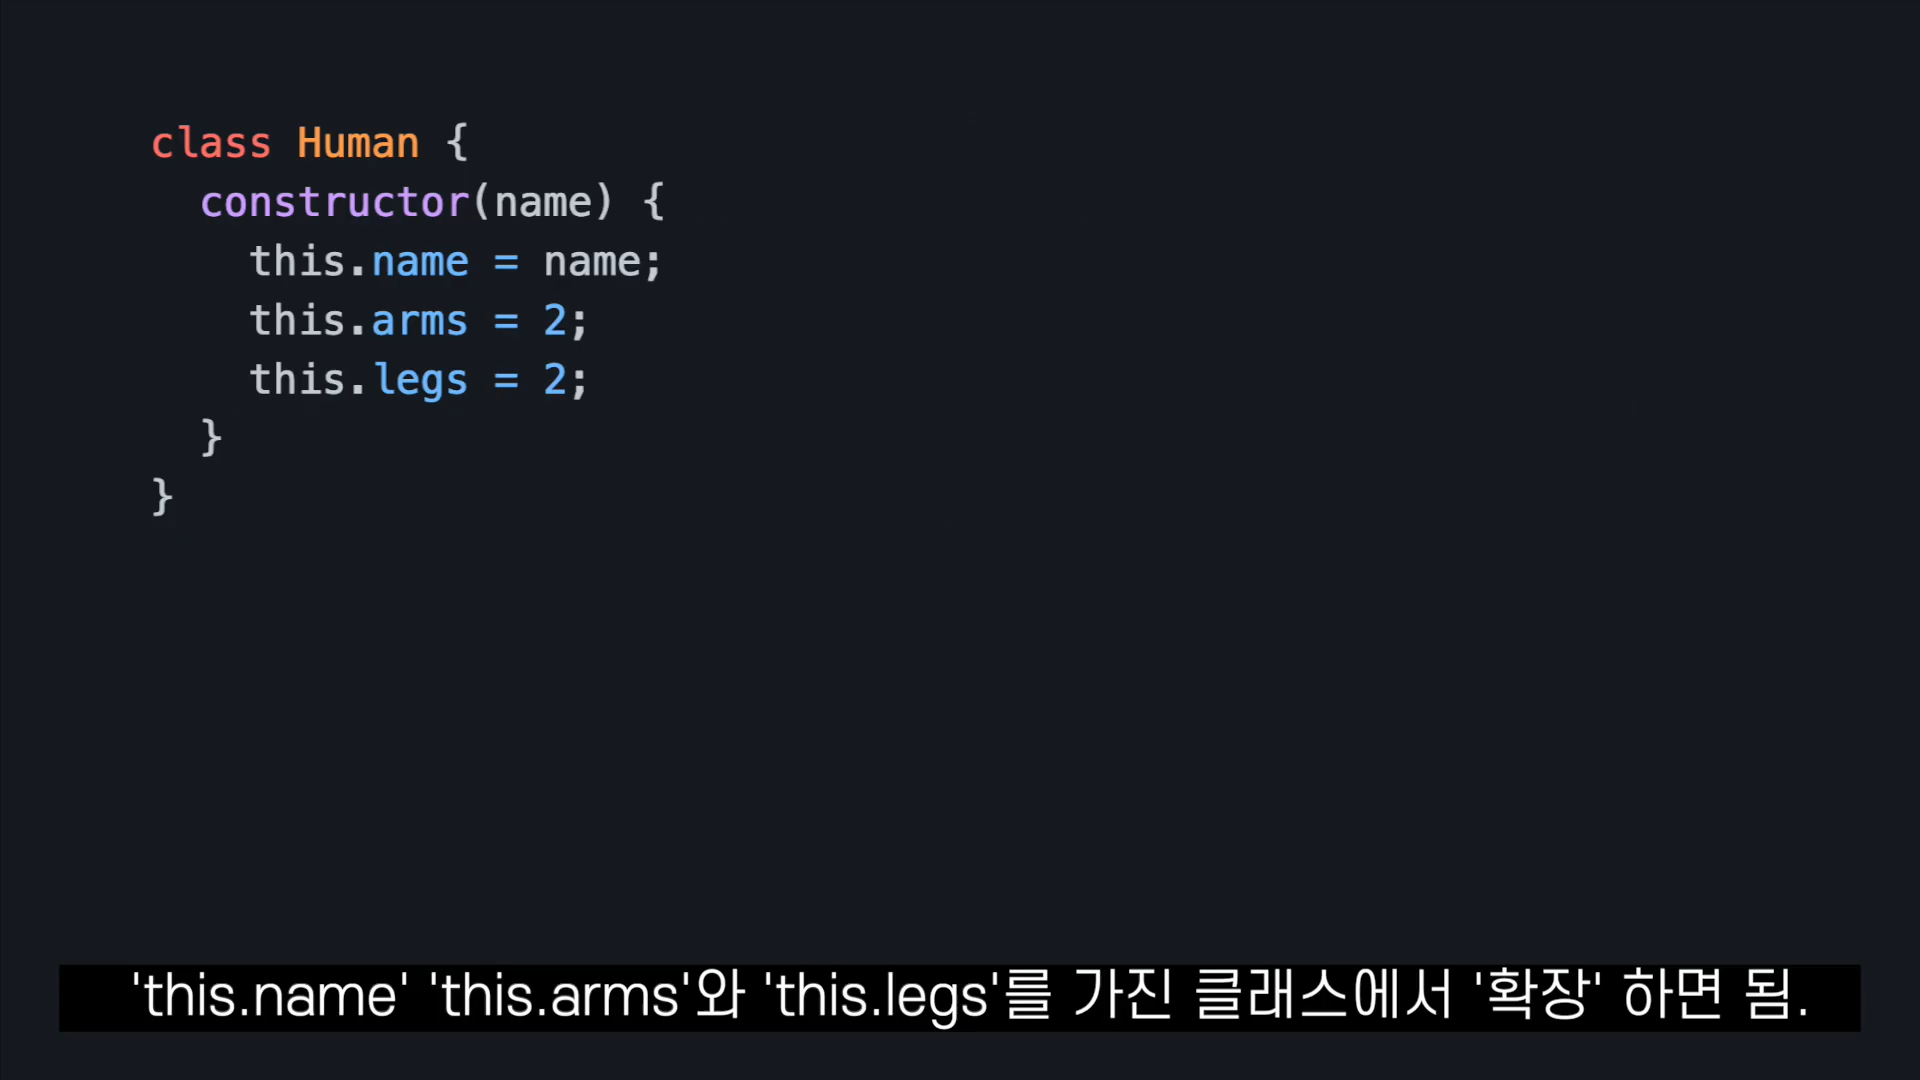 class Human {
constructor(name) {
this.name = name;
this.arms = 2;
this.legs = 2;
}
}
'this.name' 'this.arms'와 'this.legs'를 가진 클래스에서 '확장' 하면 됨.